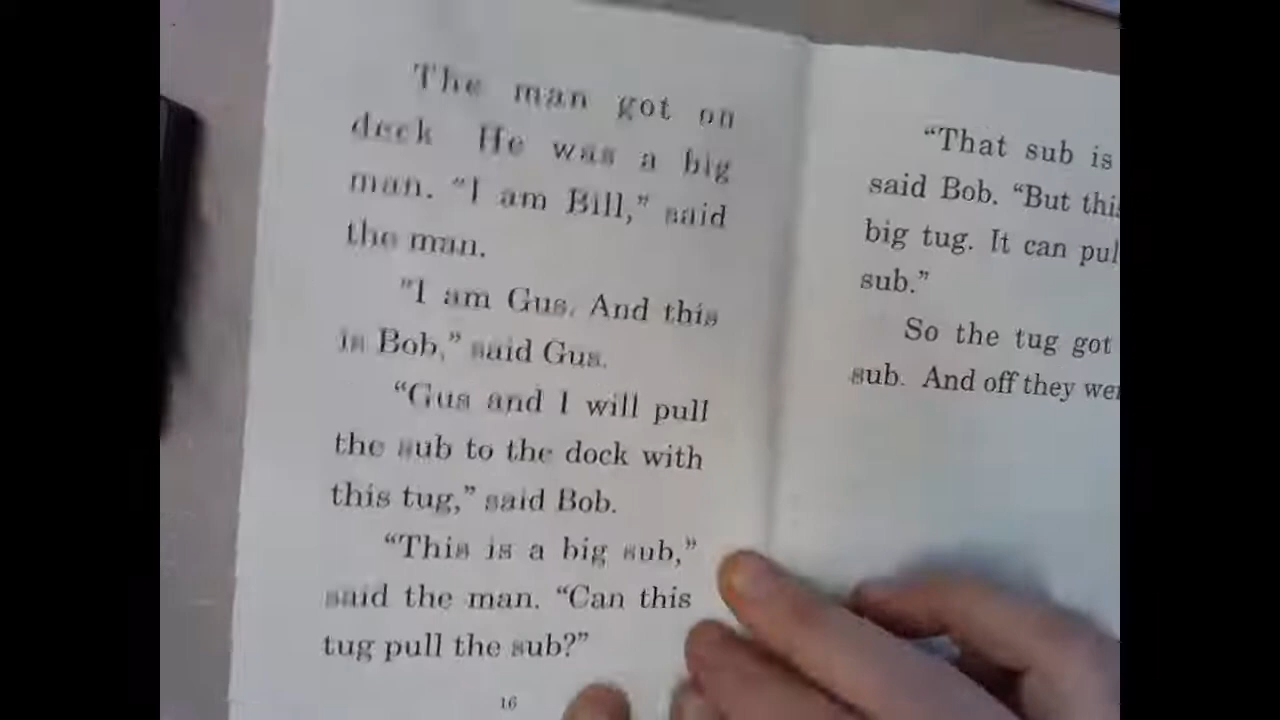 The man got on
deck He was a big
man. “I am Bill,” said
the man.
"I am Gus. And this
is Bob,” said Gus.
“Gus and I will pull
the sub to the dock with
this tug,” said Bob.
“This is a big sub,”
said the man. “Can this
tug pull the sub?”
16
“That sub is
said Bob. “But this
big tug. It can pul
sub.”
So the tug got
sub. And off they wer